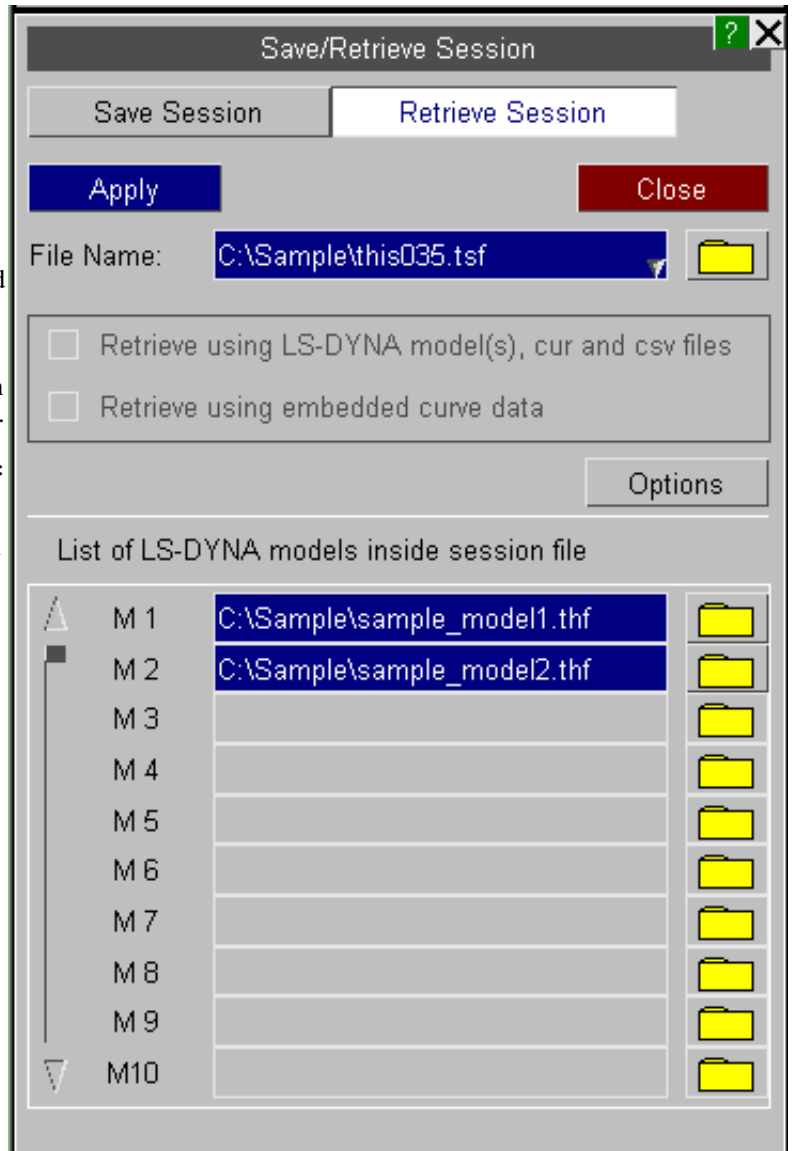 Save/Retrieve Session
? X
Save Session Retrieve Session
Apply Close
File Name: C:\Sample\this035.tsf
Retrieve using LS-DYNA model(s), cur and csv files
Retrieve using embedded curve data
Options
List of LS-DYNA models inside session file
M 1 C:\Sample\sample_model1.thf
M 2 C:\Sample\sample_model2.thf
M 3
M 4
M 5
M 6
M 7
M 8
M 9
M10